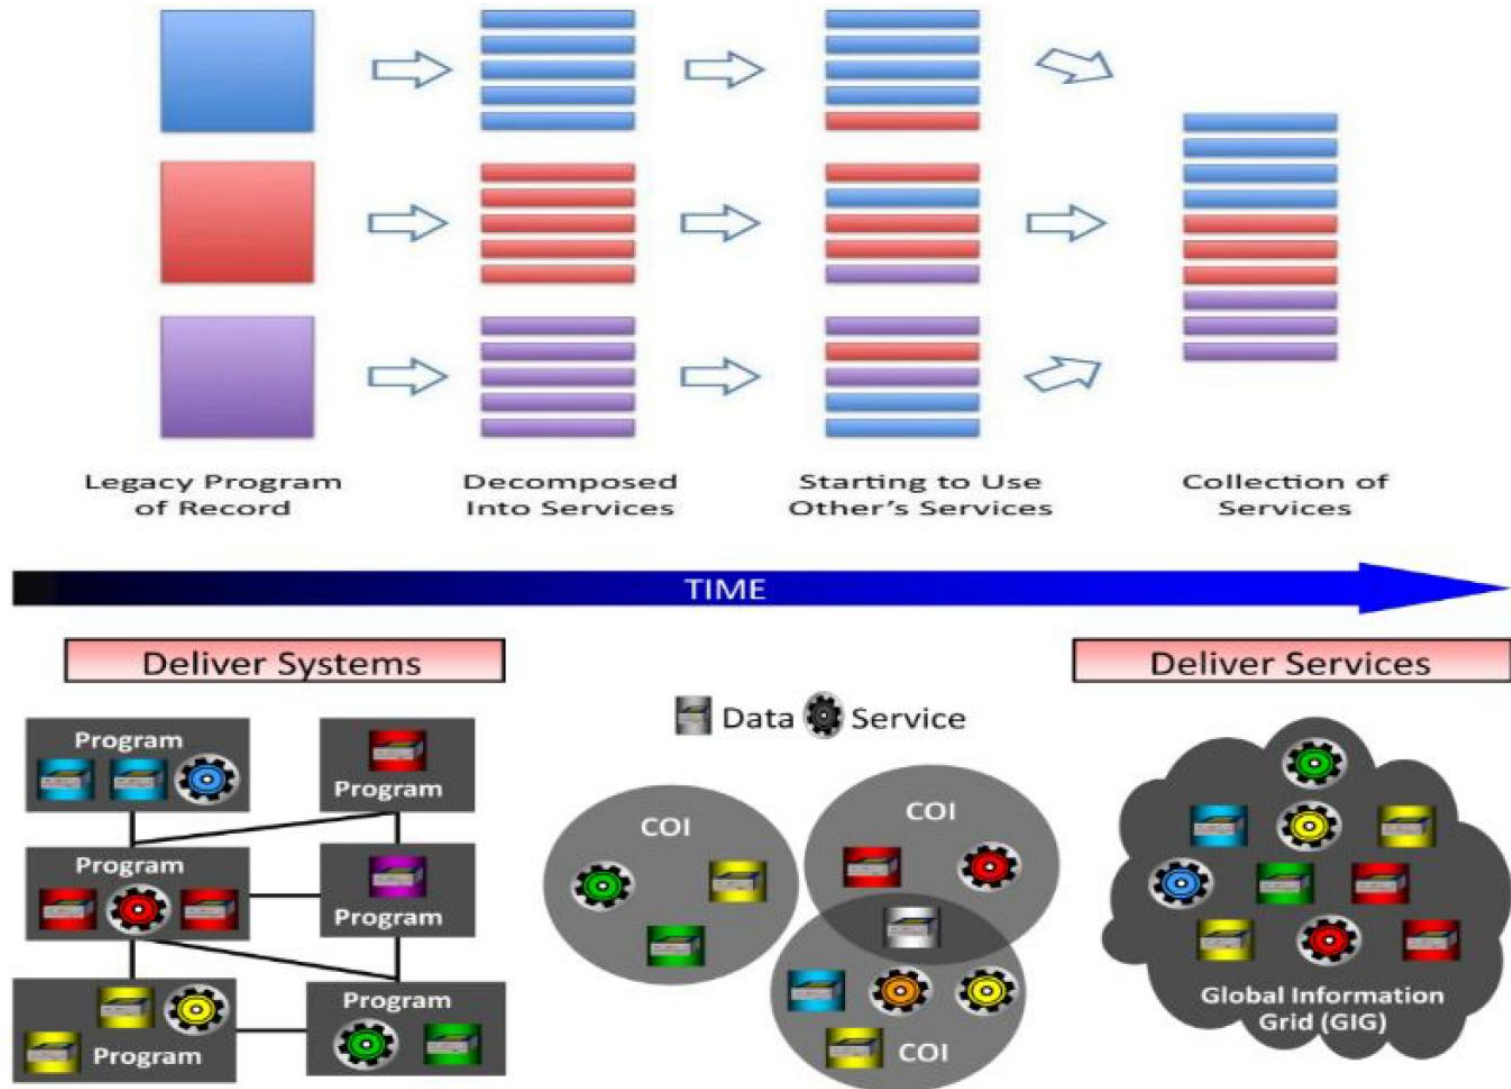 Legacy Program
of Record
Decomposed
Into Services
Starting to Use
Other's Services
Collection of
Services
TIME
Deliver Systems
Deliver Services
Data
Service
Program
Program
Program
Program
Program
Program
COI
COI
COI
Global Information
Grid (GIG)